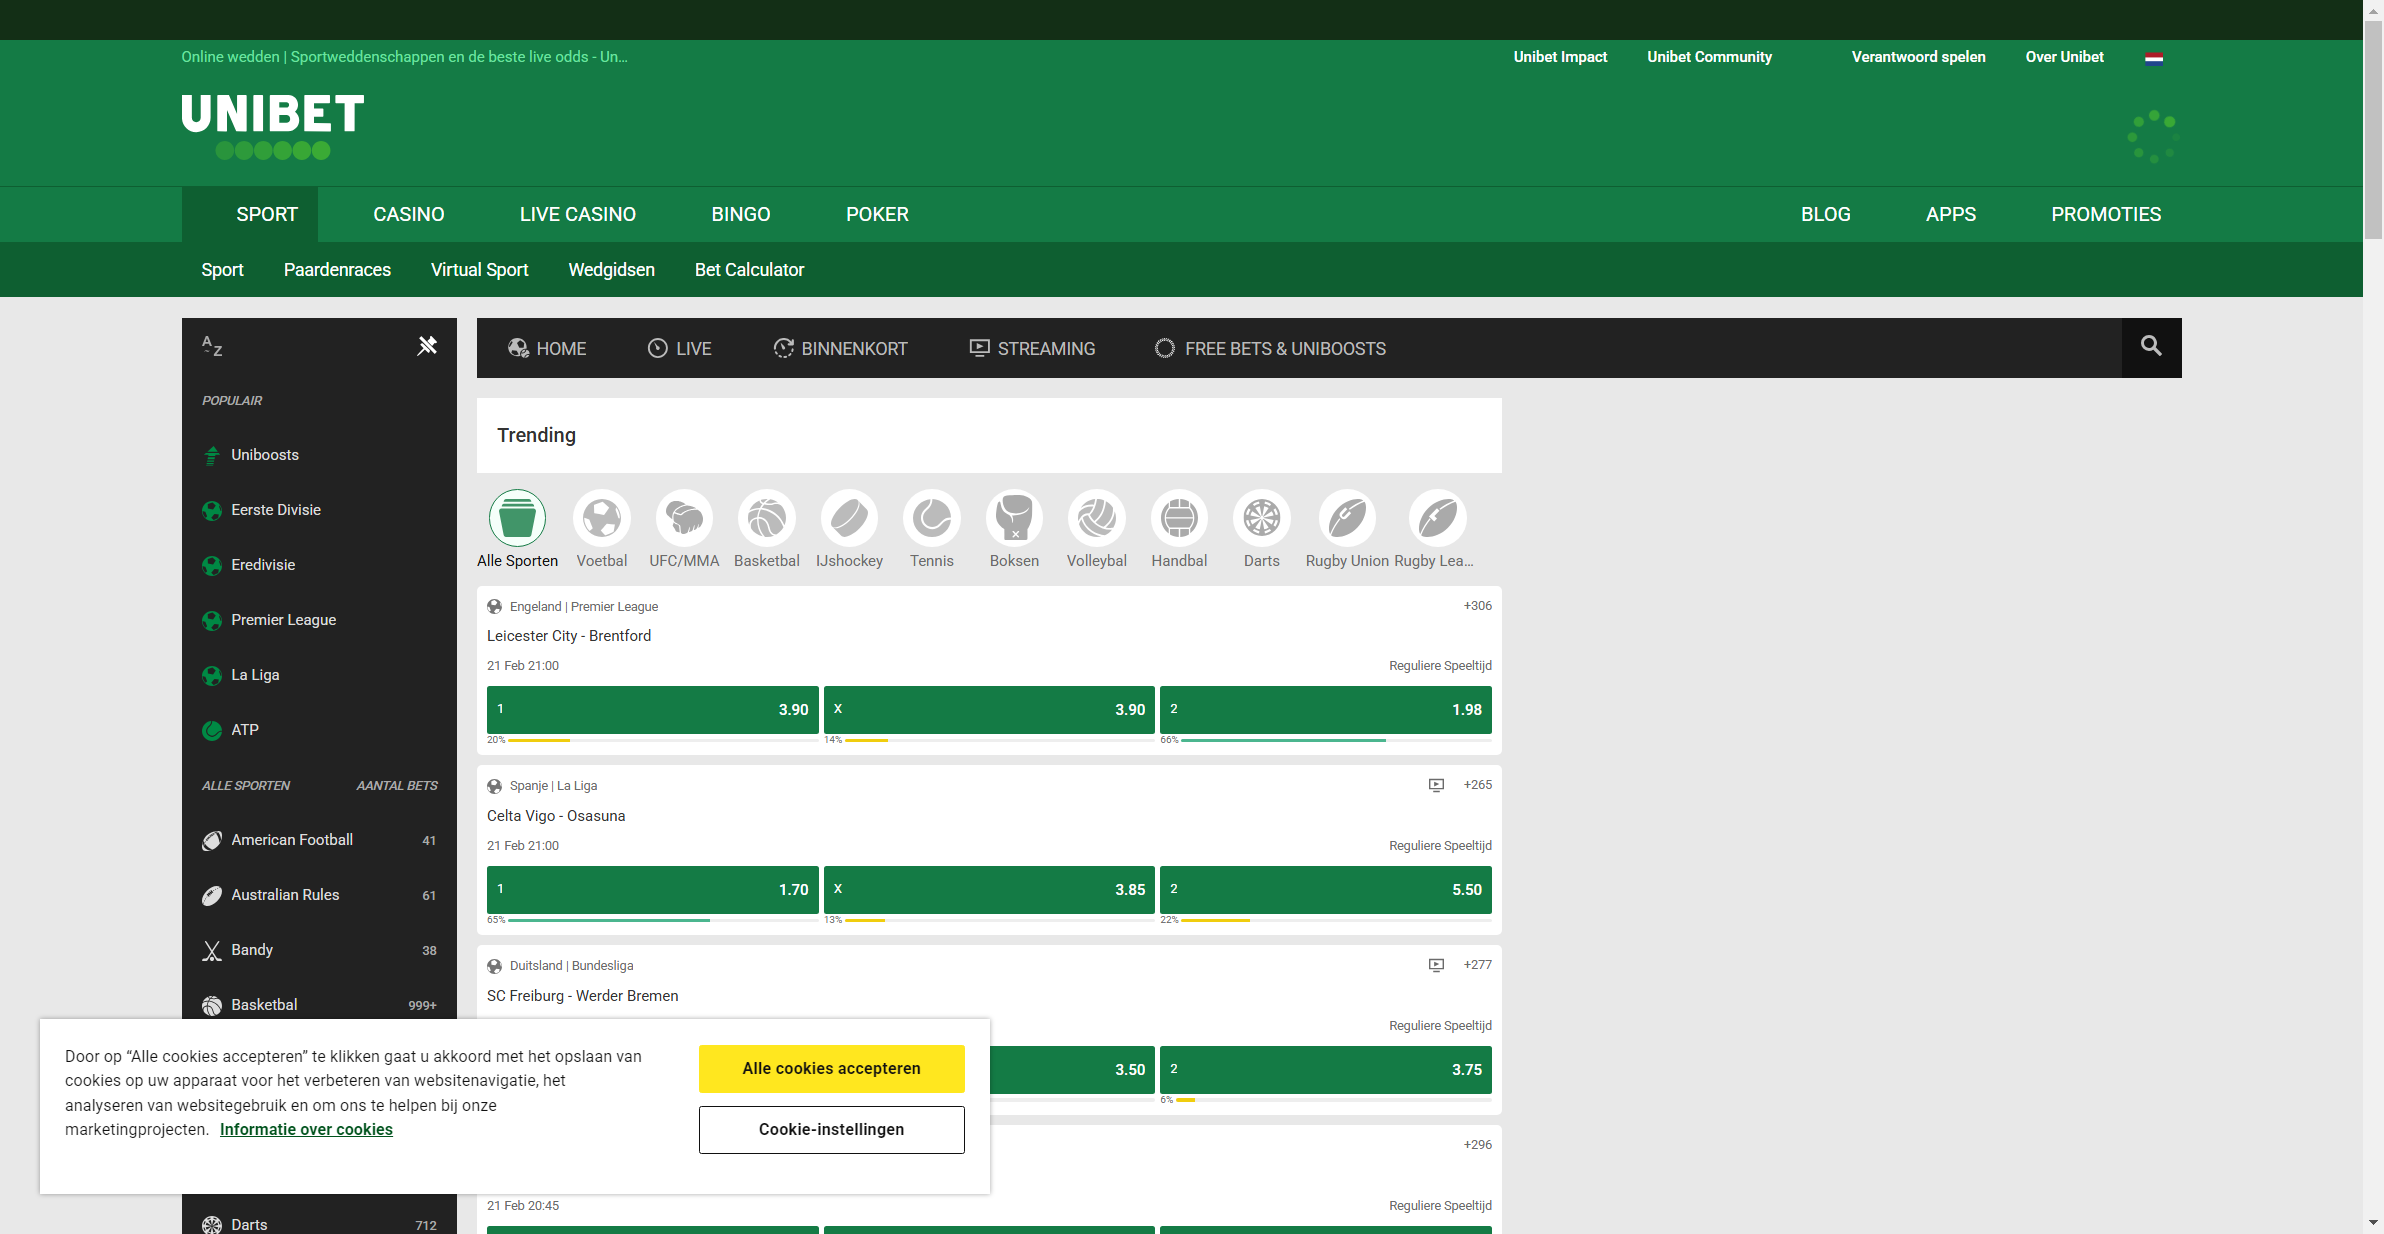 Online wedden | Sportweddenschappen en de beste live odds - Un...
Unibet Impact
Unibet Community
Verantwoord spelen
Over Unibet
UNIBET
SPORT
CASINO
LIVE CASINO
BINGO
POKER
BLOG
APPS
PROMOTIES
Sport
Paardenraces
Virtual Sport
Wedgidsen
Bet Calculator
A~Z
POPULAIR
Uniboosts
Eerste Divisie
Eredivisie
Premier League
La Liga
ATP
ALLE SPORTEN AANTAL BETS
American Football 41
Australian Rules 61
Bandy 38
Basketbal 999+
Darts 712
HOME
LIVE
BINNENKORT
STREAMING
FREE BETS & UNIBOOSTS
Trending
Alle Sporten
Voetbal
UFC/MMA
Basketbal
IJshockey
Tennis
Boksen
Volleybal
Handbal
Darts
Rugby Union
Rugby Lea...
Engeland | Premier League +306
Leicester City - Brentford
21 Feb 21:00 Reguliere Speeltijd
1 3.90 X 3.90 2 1.98
20% 14% 66%
Spanje | La Liga +265
Celta Vigo - Osasuna
21 Feb 21:00 Reguliere Speeltijd
1 1.70 X 3.85 2 5.50
65% 13% 22%
Duitsland | Bundesliga +277
SC Freiburg - Werder Bremen
Reguliere Speeltijd
3.50 2 3.75
6%
+296
21 Feb 20:45 Reguliere Speeltijd
Door op “Alle cookies accepteren” te klikken gaat u akkoord met het opslaan van
cookies op uw apparaat voor het verbeteren van websitenavigatie, het
analyseren van websitegebruik en om ons te helpen bij onze
marketingprojecten. Informatie over cookies
Alle cookies accepteren
Cookie-instellingen